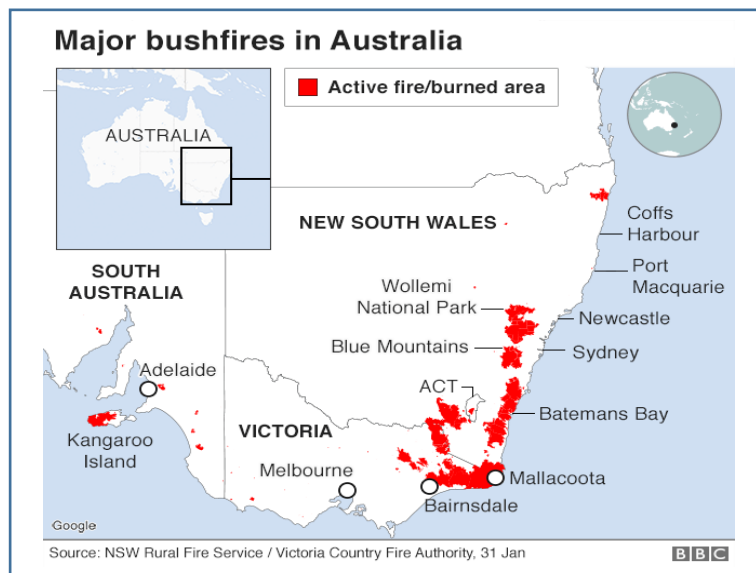 Major bushfires in Australia
Active fire/burned area
AUSTRALIA
NEW SOUTH WALES
Coffs
Harbour
SOUTH
AUSTRALIA
Port
Macquarie
Wollemi
National Park
Newcastle
Blue Mountains
Sydney
Adelaide
ACT
Batemans Bay
Kangaroo
Island
VICTORIA
Melbourne
Mallacoota
Bairnsdale
Google
Source: NSW Rural Fire Service / Victoria Country Fire Authority, 31 Jan
BBC